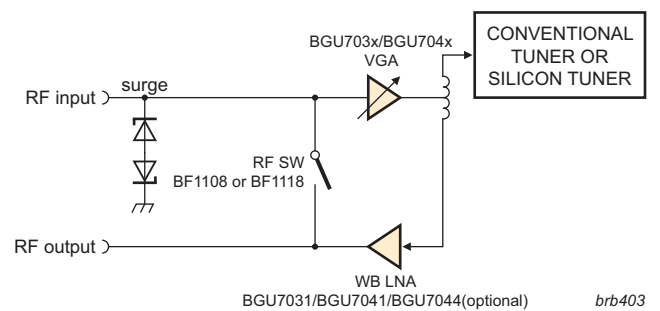 BGU703x/BGU704x
VGA
CONVENTIONAL
TUNER OR
SILICON TUNER
surge
RF input
RF SW
BF1108 or BF1118
RF output
WB LNA
BGU7031/BGU7041/BGU7044(optional)
brb403